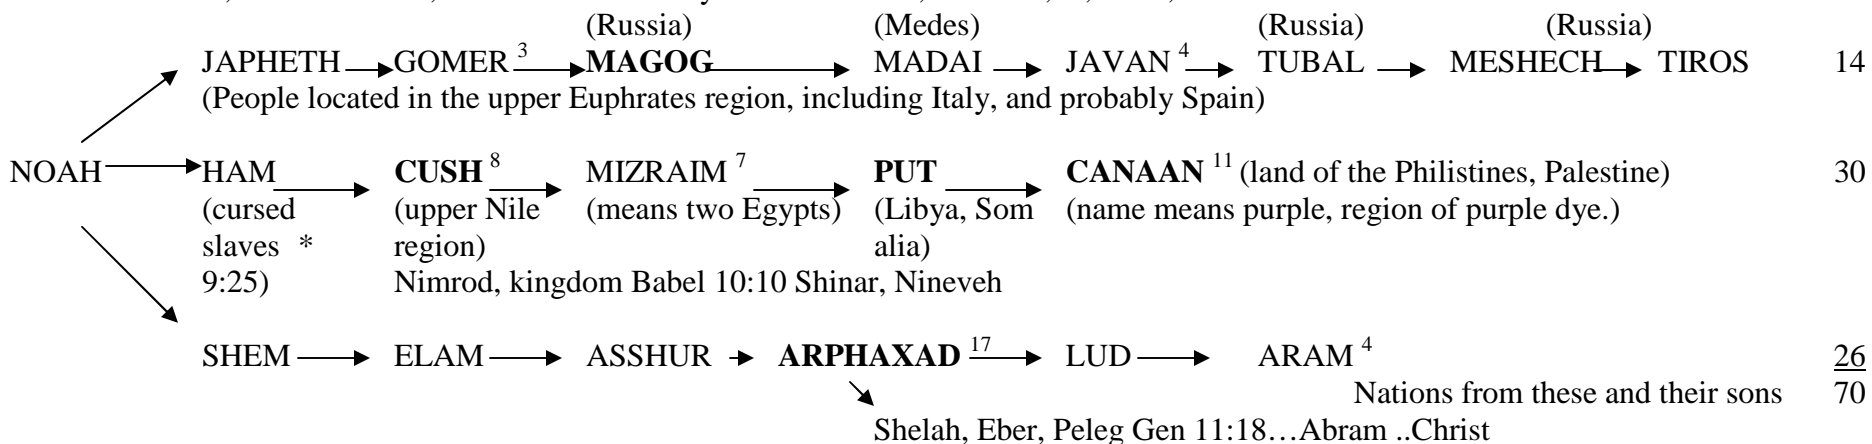 (Russia) (Medes) (Russia) (Russia)
JAPHETH GOMER 3 MAGOG MADAI JAVAN 4 TUBAL MESHECH TIROS 14
(People located in the upper Euphrates region, including Italy, and probably Spain)
NOAH HAM CUSH 8 MIZRAIM 7 PUT CANAAN 11 (land of the Philistines, Palestine) 30
(cursed (upper Nile (means two Egypts) (Libya, Som (name means purple, region of purple dye.)
slaves * region) alia)
9:25) Nimrod, kingdom Babel 10:10 Shinar, Nineveh
SHEM ELAM ASSHUR ARPHAXAD 17 LUD ARAM 4 26
Nations from these and their sons 70
Shelah, Eber, Peleg Gen 11:18…Abram ..Christ